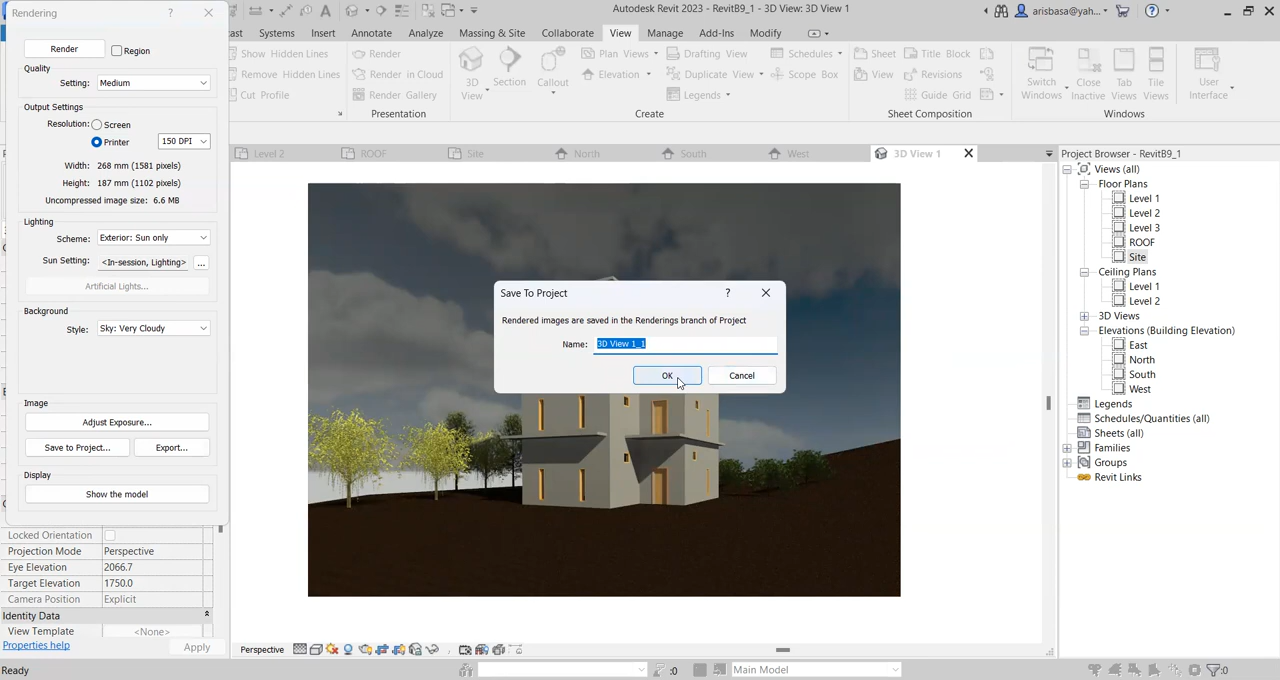 Rendering ? 
Autodesk Revit 2023 - RevitB9_1 - 3D View: 3D View 1
arisbasa@yah...
Systems Insert Annotate Analyze Massing & Site Collaborate View Manage Add-Ins Modify
Render
Region
Quality
Setting: Medium
Output Settings
Resolution: Screen
Printer 150 DPI
Width: 268 mm (1581 pixels)
Height: 187 mm (1102 pixels)
Uncompressed image size: 6.6 MB
Lighting
Scheme: Exterior: Sun only
Sun Setting: <In-session, Lighting> ...
Artificial Lights...
Background
Style: Sky: Very Cloudy
Image
Adjust Exposure...
Save to Project... Export...
Display
Show the model
Show Hidden Lines
Remove Hidden Lines
Cut Profile
Render
Render in Cloud
Render Gallery
Presentation
3D View
Section
Callout
Plan Views
Elevation
Drafting View
Duplicate View
Legends
Schedules
Scope Box
Create
Sheet
View
Title Block
Revisions
Guide Grid
Sheet Composition
Switch Windows
Close Inactive
Tab Views
Tile Views
Windows
User Interface
Level 2 ROOF Site North South West 3D View 1
Save To Project ?
Rendered images are saved in the Renderings branch of Project
Name: 3D View 1_1
OK Cancel
Project Browser - RevitB9_1
Views (all)
Floor Plans
Level 1
Level 2
Level 3
ROOF
Site
Ceiling Plans
Level 1
Level 2
3D Views
Elevations (Building Elevation)
East
North
South
West
Legends
Schedules/Quantities (all)
Sheets (all)
Families
Groups
Revit Links
Locked Orientation
Projection Mode Perspective
Eye Elevation 2066.7
Target Elevation 1750.0
Camera Position Explicit
Identity Data
View Template <None>
Properties help Apply
Perspective
Ready :0 Main Model :0